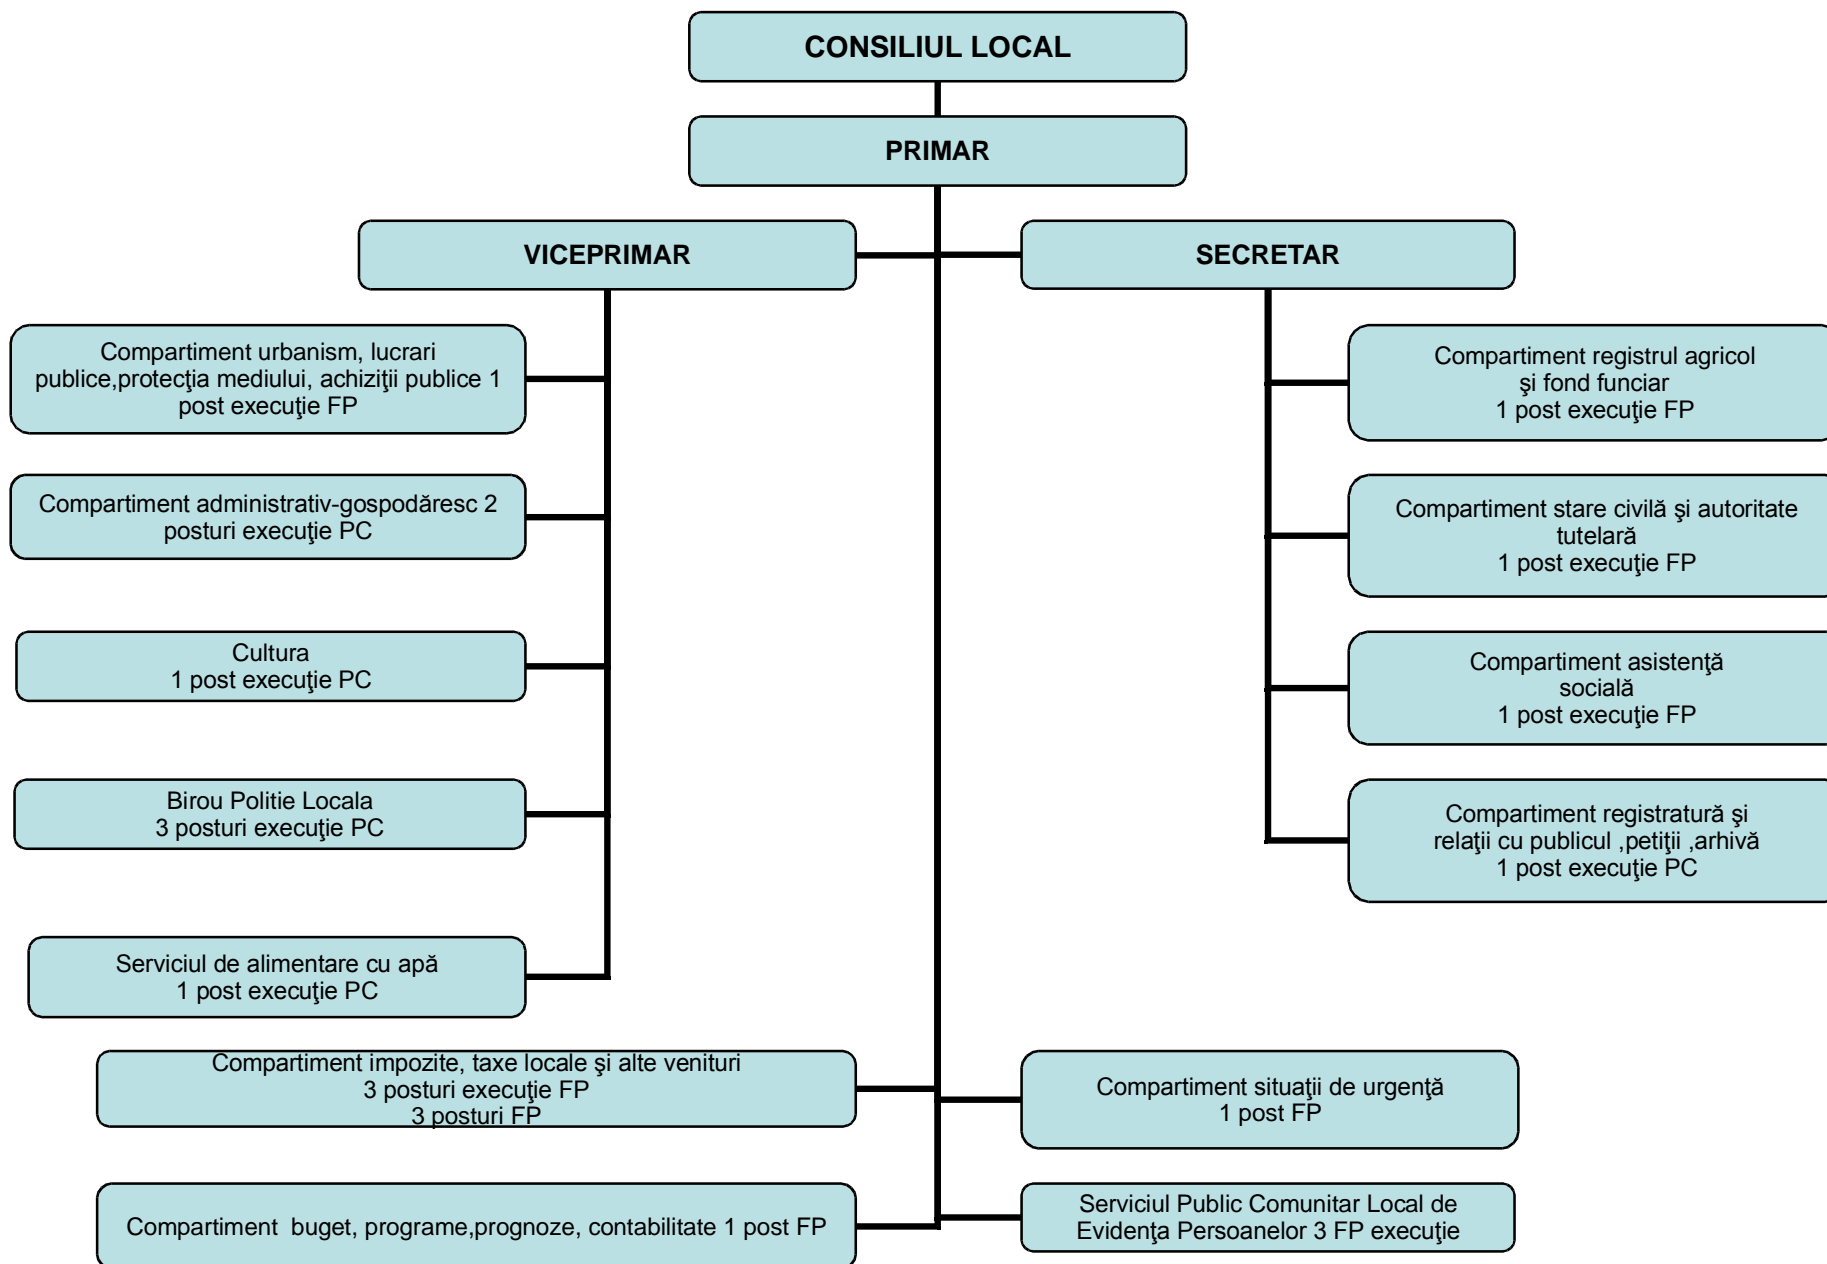 CONSILIUL LOCAL
PRIMAR
VICEPRIMAR
SECRETAR
Compartiment urbanism, lucrari
publice,protecţia mediului, achiziţii publice 1
post execuţie FP
Compartiment administrativ-gospodăresc 2
posturi execuţie PC
Cultura
1 post execuţie PC
Birou Politie Locala
3 posturi execuţie PC
Serviciul de alimentare cu apă
1 post execuţie PC
Compartiment registrul agricol
şi fond funciar
1 post execuţie FP
Compartiment stare civilă şi autoritate
tutelară
1 post execuţie FP
Compartiment asistenţă
socială
1 post execuţie FP
Compartiment registratură şi
relaţii cu publicul ,petiţii ,arhivă
1 post execuţie PC
Compartiment impozite, taxe locale şi alte venituri
3 posturi execuţie FP
3 posturi FP
Compartiment situaţii de urgenţă
1 post FP
Compartiment  buget, programe,prognoze, contabilitate 1 post FP
Serviciul Public Comunitar Local de
Evidenţa Persoanelor 3 FP execuţie